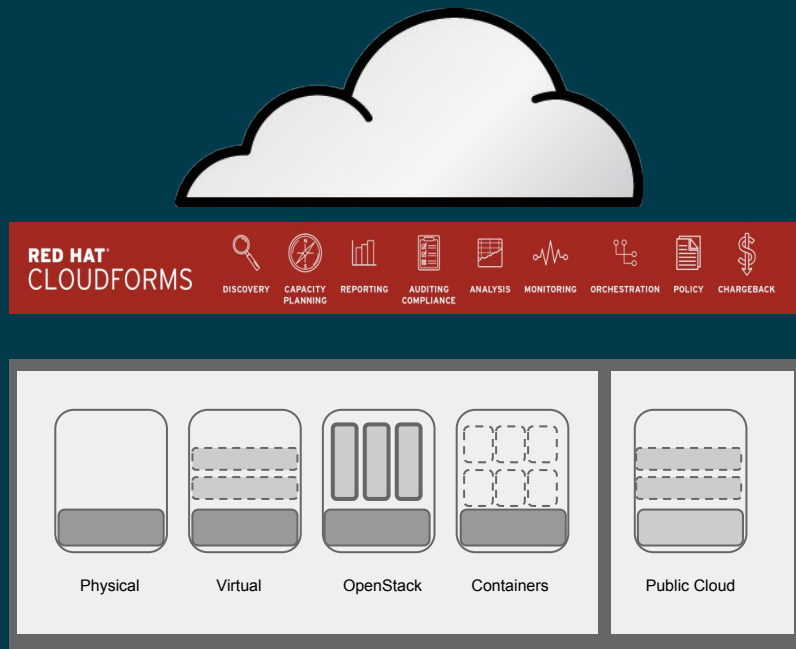 RED HAT®
CLOUDFORMS
DISCOVERY
CAPACITY
PLANNING
REPORTING
AUDITING
COMPLIANCE
ANALYSIS
MONITORING
ORCHESTRATION
POLICY
CHARGEBACK
Physical
Virtual
OpenStack
Containers
Public Cloud